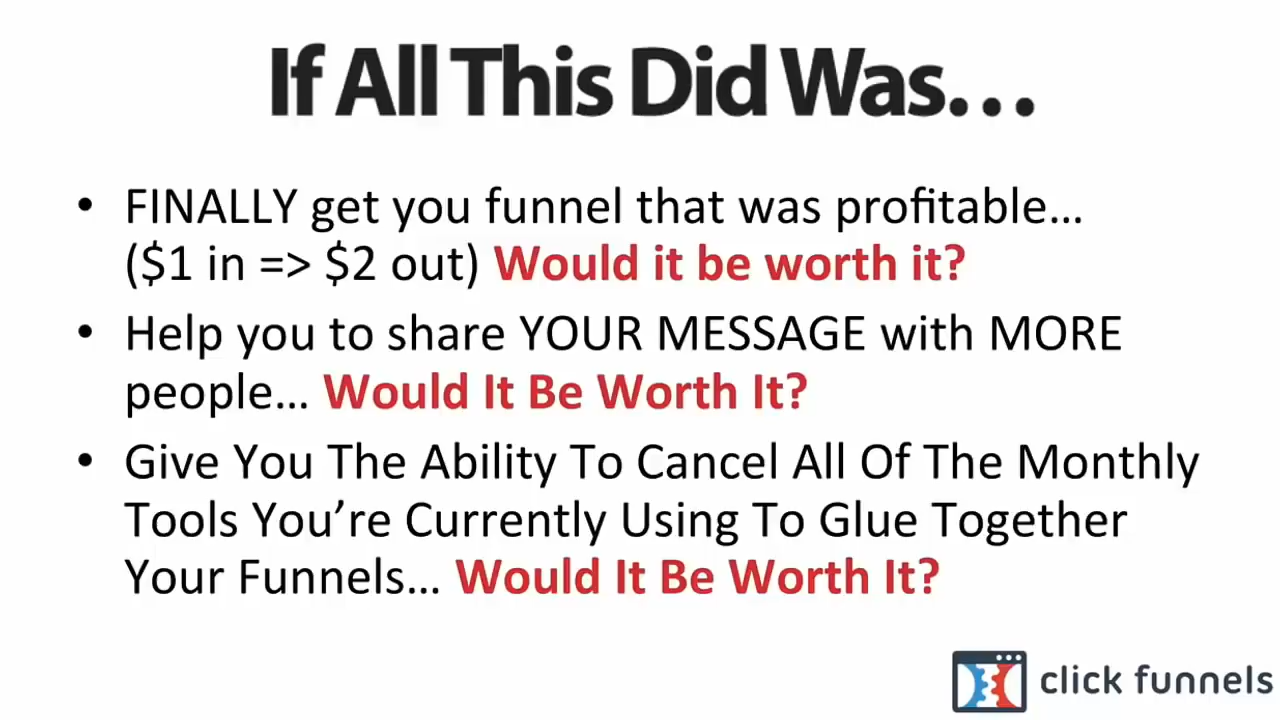 If All This Did Was...
• FINALLY get you funnel that was profitable...
($1 in => $2 out) Would it be worth it?
• Help you to share YOUR MESSAGE with MORE
people... Would It Be Worth It?
• Give You The Ability To Cancel All Of The Monthly
Tools You’re Currently Using To Glue Together
Your Funnels... Would It Be Worth It?
click funnels